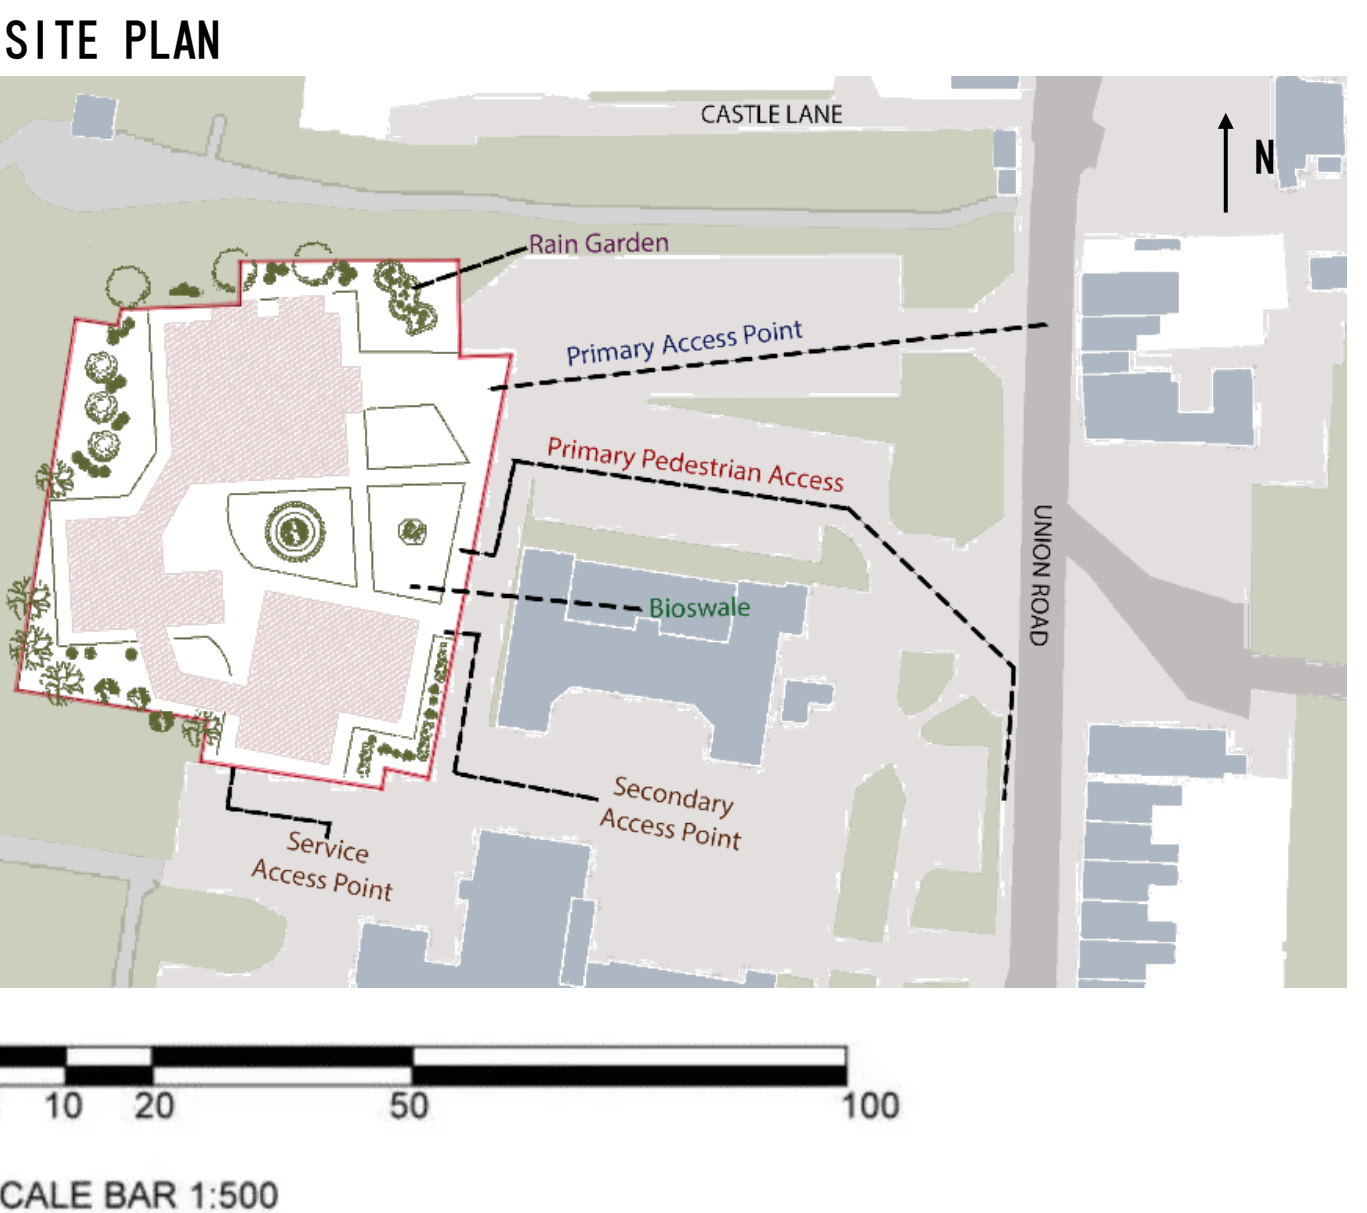 SITE PLAN
CASTLE LANE
N
Rain Garden
Primary Access Point
Primary Pedestrian Access
UNION ROAD
Bioswale
Secondary
Access Point
Service
Access Point
10 20 50 100
CALE BAR 1:500